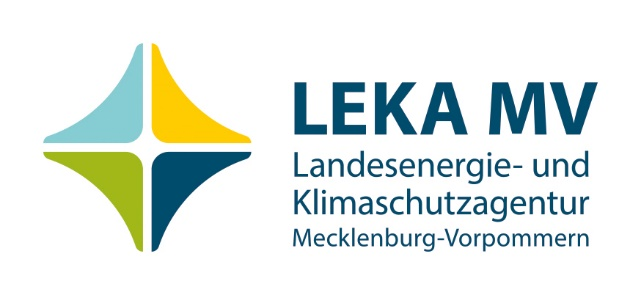 LEKA MV
Landesenergie- und
Klimaschutzagentur
Mecklenburg-Vorpommern